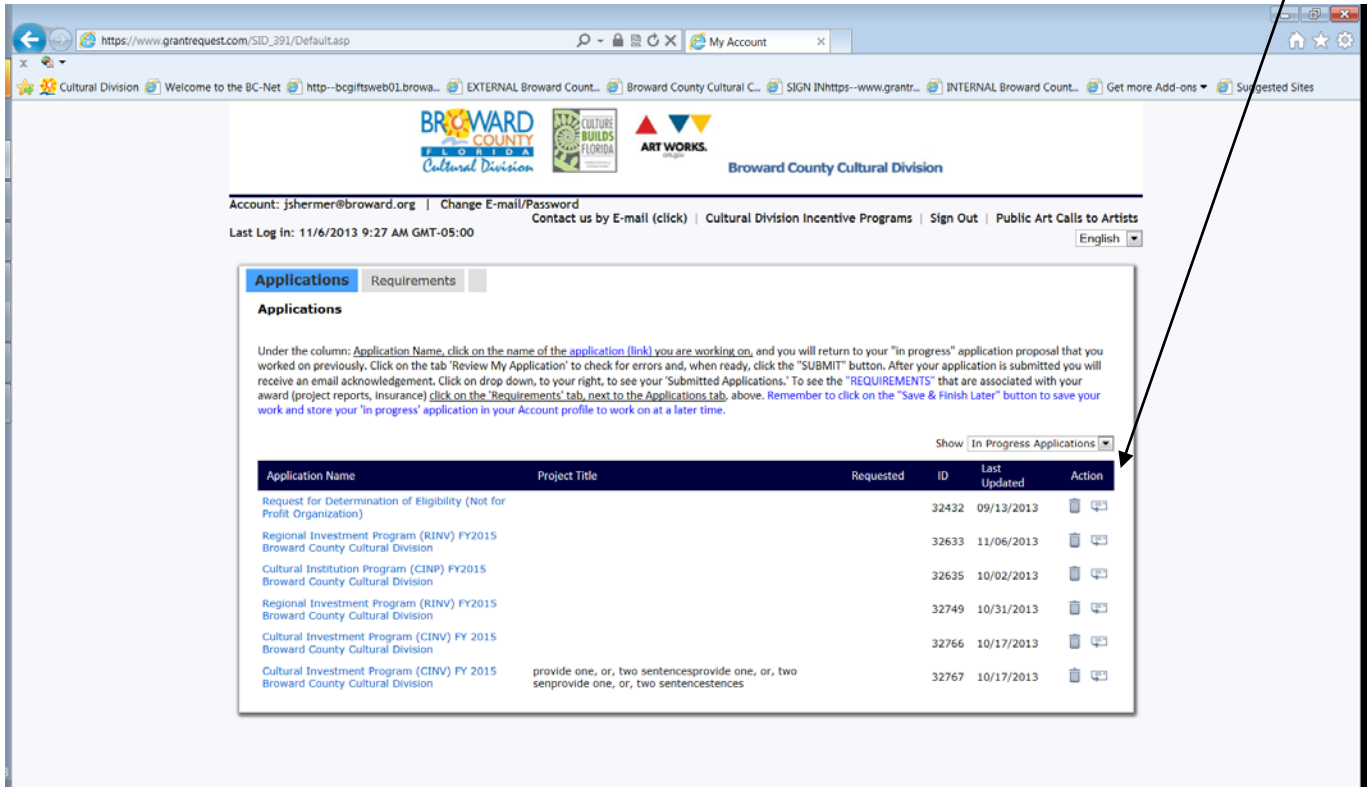 https://www.grantrequest.com/SID_391/Default.asp
My Account
x
Cultural Division Welcome to the BC-Net http--bcgiftsweb01.browa... EXTERNAL Broward Count... Broward County Cultural C... SIGN INhttps--www.grantr... INTERNAL Broward Count... Get more Add-ons Suggested Sites
BROWARD
COUNTY
FLORIDA
Cultural Division
CULTURE
BUILDS
FLORIDA
ART WORKS.
arts.gov
Broward County Cultural Division
Account: jshermer@broward.org | Change E-mail/Password
Contact us by E-mail (click) | Cultural Division Incentive Programs | Sign Out | Public Art Calls to Artists
Last Log in: 11/6/2013 9:27 AM GMT-05:00
English
Applications Requirements
Applications
Under the column: Application Name, click on the name of the application (link) you are working on, and you will return to your "in progress" application proposal that you
worked on previously. Click on the tab 'Review My Application' to check for errors and, when ready, click the "SUBMIT" button. After your application is submitted you will
receive an email acknowledgement. Click on drop down, to your right, to see your 'Submitted Applications.' To see the "REQUIREMENTS" that are associated with your
award (project reports, insurance) click on the 'Requirements' tab, next to the Applications tab, above. Remember to click on the "Save & Finish Later" button to save your
work and store your 'in progress' application in your Account profile to work on at a later time.
Show In Progress Applications
Application Name Project Title Requested ID Last Updated Action
Request for Determination of Eligibility (Not for
Profit Organization) 32432 09/13/2013
Regional Investment Program (RINV) FY2015
Broward County Cultural Division 32633 11/06/2013
Cultural Institution Program (CINP) FY2015
Broward County Cultural Division 32635 10/02/2013
Regional Investment Program (RINV) FY2015
Broward County Cultural Division 32749 10/31/2013
Cultural Investment Program (CINV) FY 2015
Broward County Cultural Division 32766 10/17/2013
Cultural Investment Program (CINV) FY 2015 provide one, or, two sentencesprovide one, or, two
Broward County Cultural Division senprovide one, or, two sentencestences 32767 10/17/2013